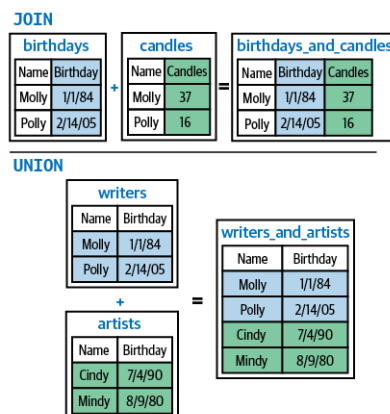 JOIN
birthdays + candles = birthdays_and_candles
Name Birthday Name Candles Name Birthday Candles
Molly 1/1/84 Molly 37 Molly 1/1/84 37
Polly 2/14/05 Polly 16 Polly 2/14/05 16
UNION
writers
Name Birthday
Molly 1/1/84
Polly 2/14/05
+
artists
Name Birthday
Cindy 7/4/90
Mindy 8/9/80
=
writers_and_artists
Name Birthday
Molly 1/1/84
Polly 2/14/05
Cindy 7/4/90
Mindy 8/9/80